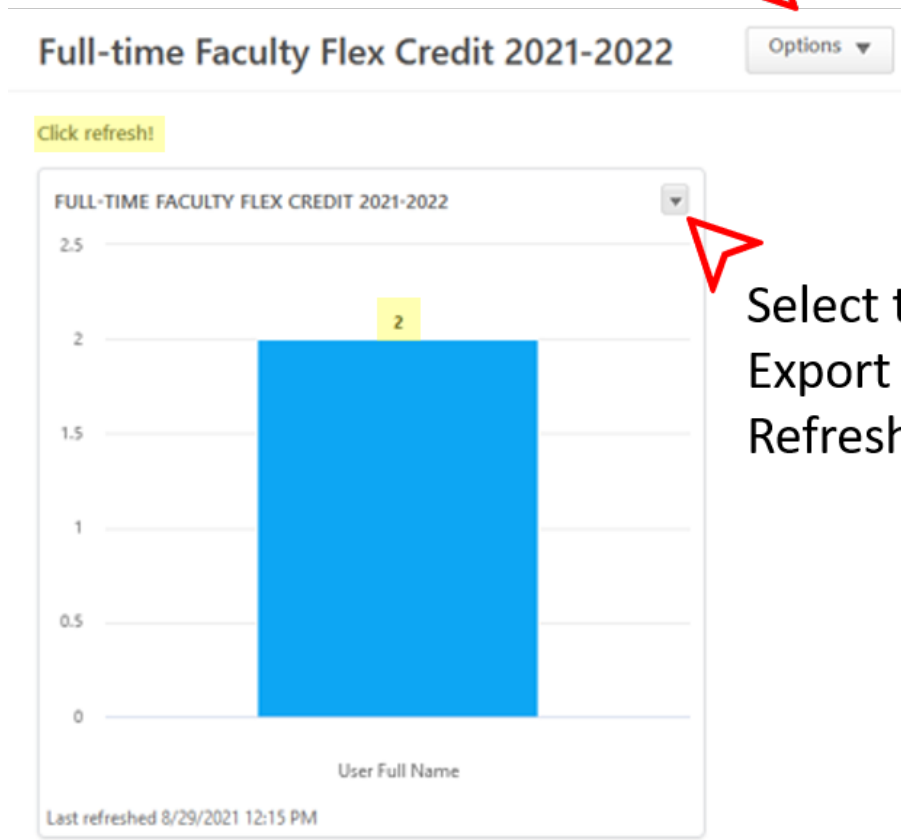 Full-time Faculty Flex Credit 2021-2022
Options
Click refresh!
FULL-TIME FACULTY FLEX CREDIT 2021-2022
2.5
2
2
1.5
1
0.5
0
User Full Name
Last refreshed 8/29/2021 12:15 PM
Select
Export
Refresh